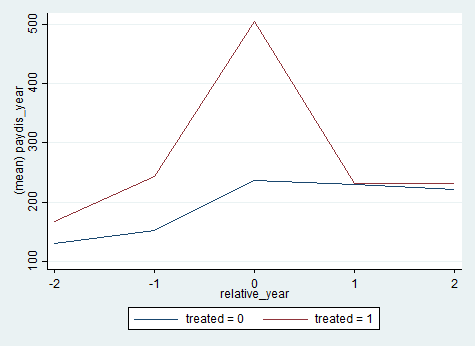 (mean) paydis_year
500
400
300
200
100
-2 -1 0 1 2
relative_year
treated = 0 treated = 1